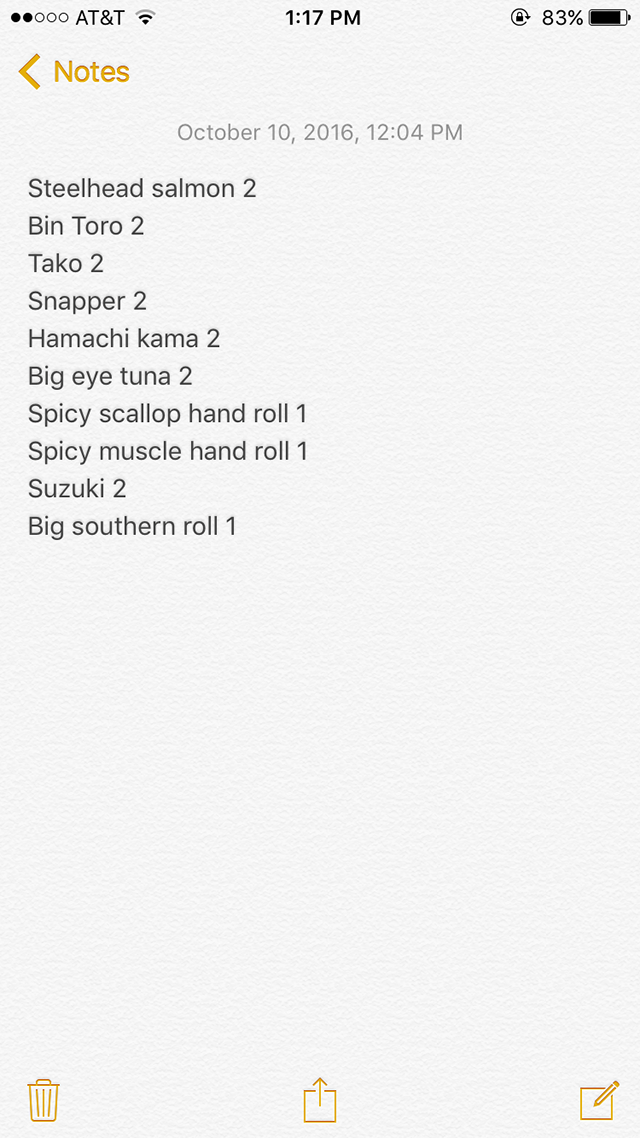 AT&T 1:17 PM 83%
Notes
October 10, 2016, 12:04 PM
Steelhead salmon 2
Bin Toro 2
Tako 2
Snapper 2
Hamachi kama 2
Big eye tuna 2
Spicy scallop hand roll 1
Spicy muscle hand roll 1
Suzuki 2
Big southern roll 1